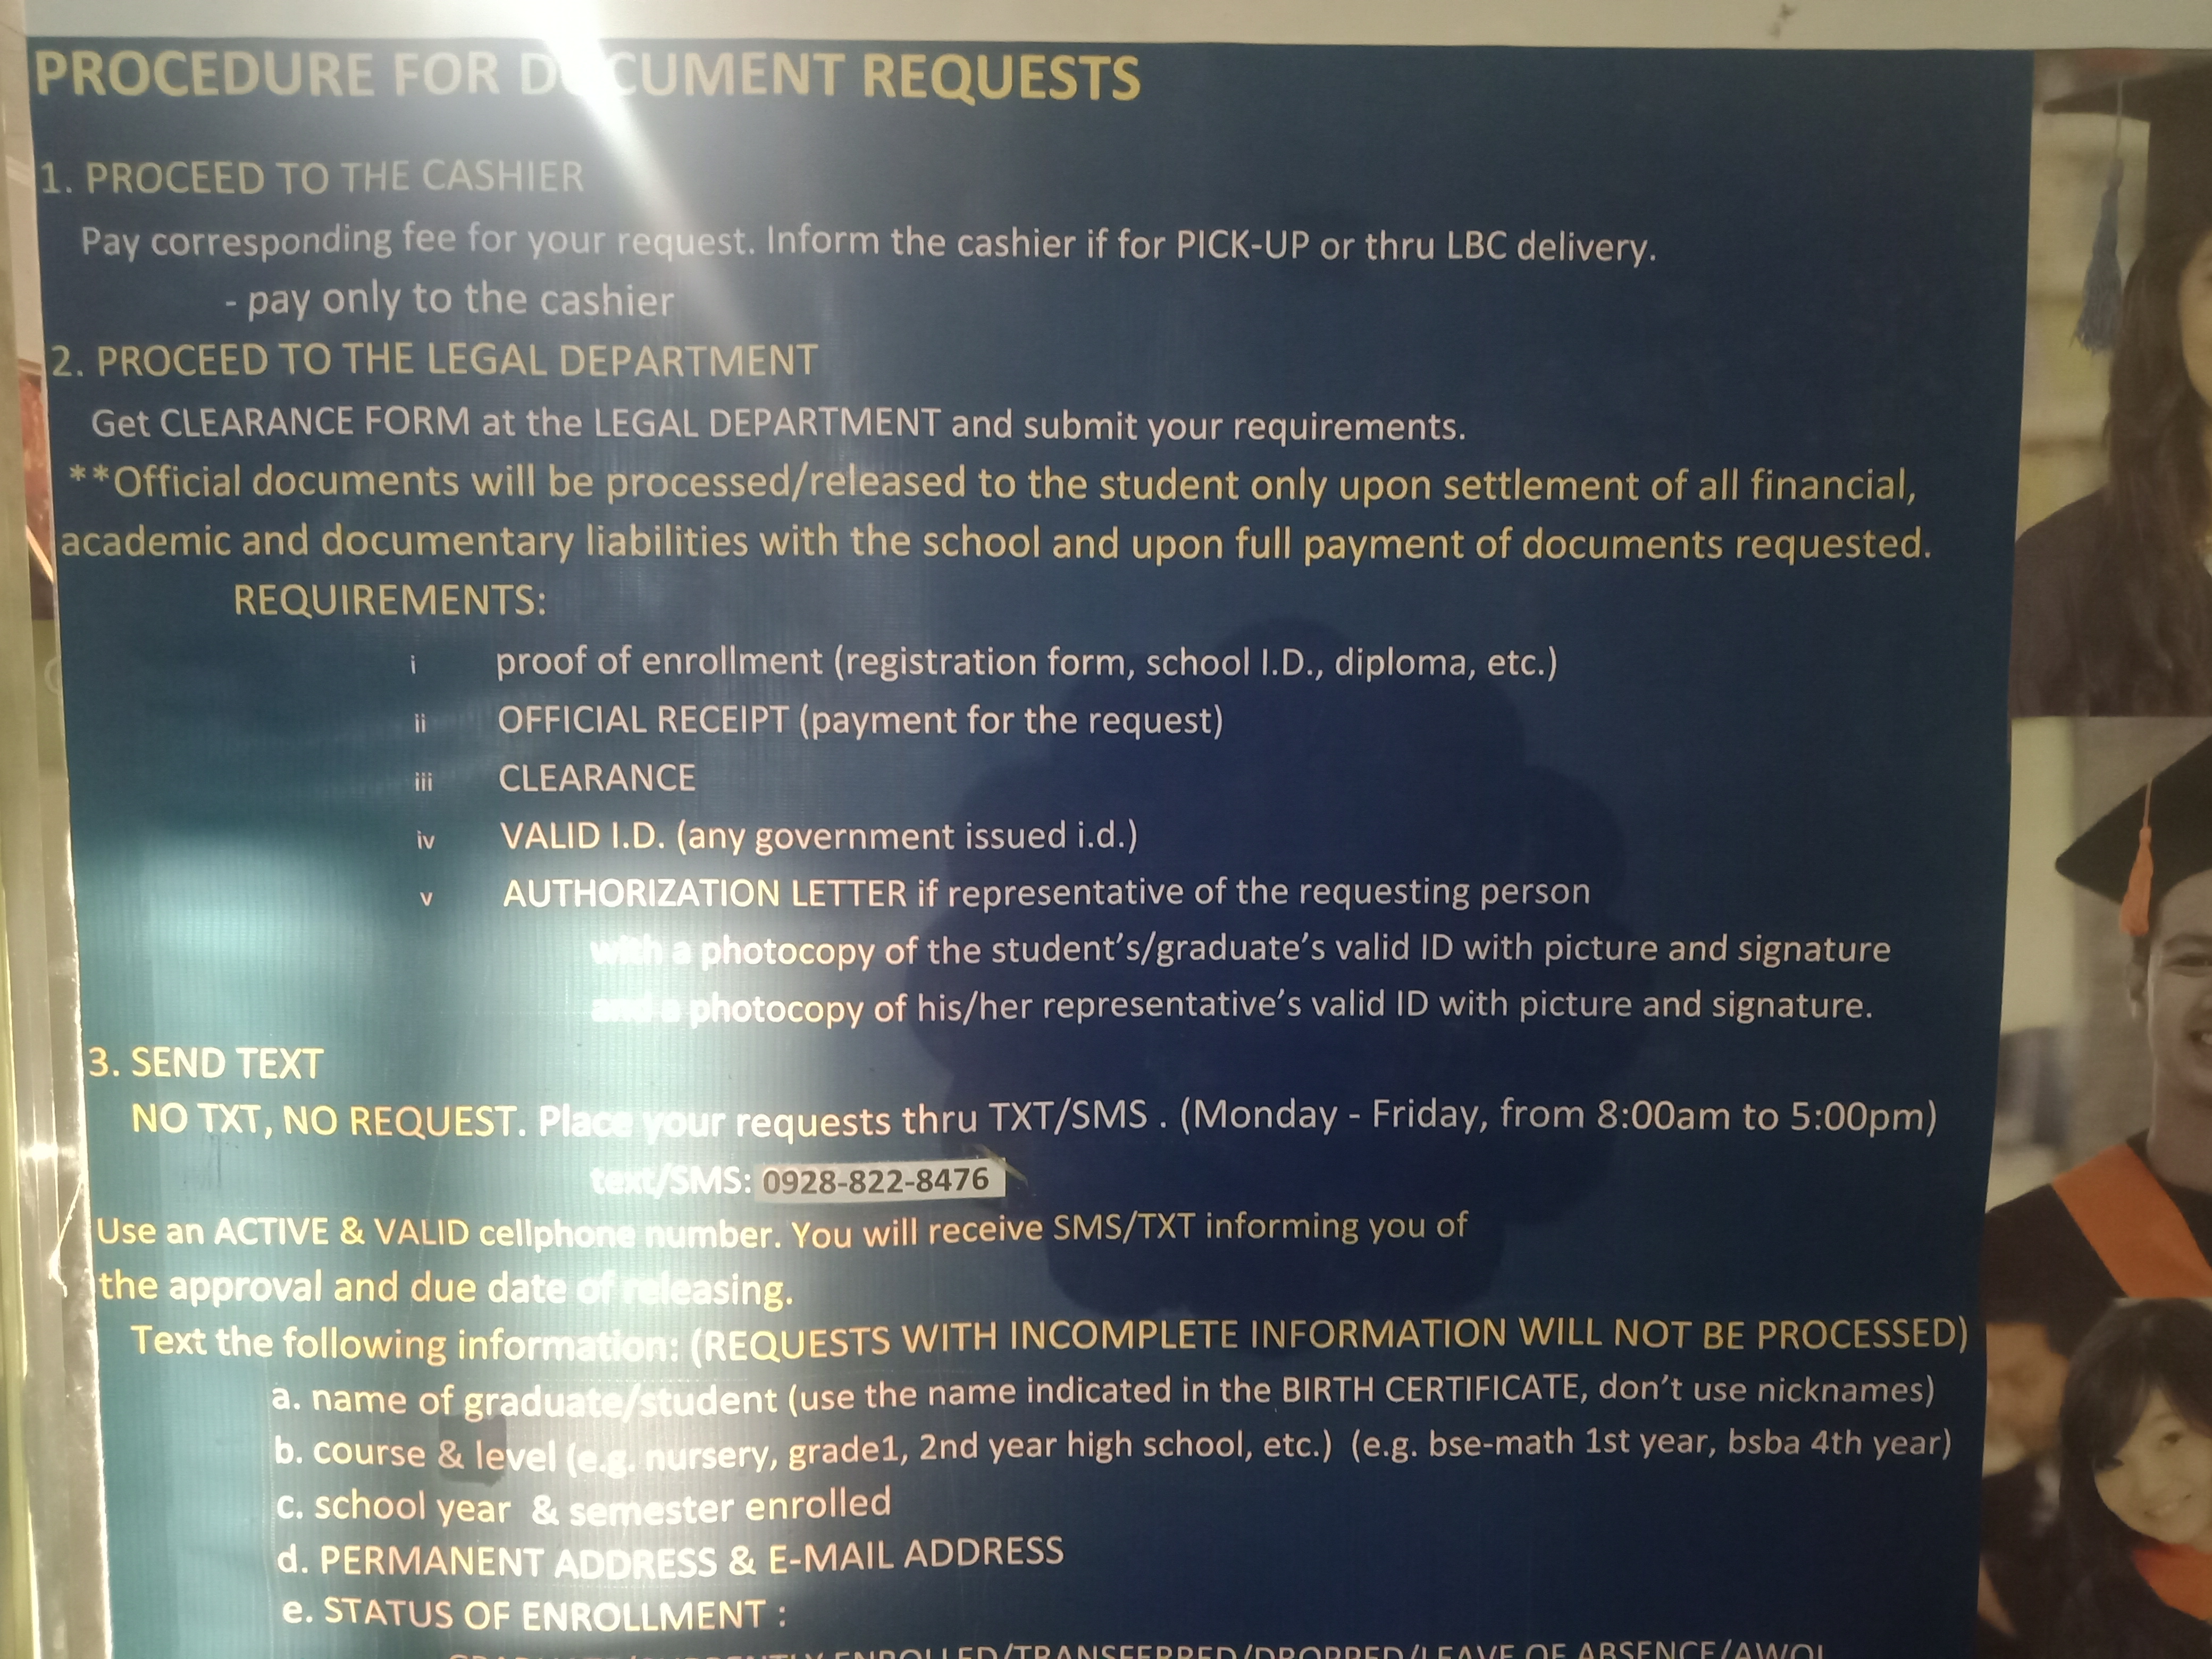 PROCEDURE FOR DOCUMENT REQUESTS
1. PROCEED TO THE CASHIER
Pay corresponding fee for your request. Inform the cashier if for PICK-UP or thru LBC delivery.
- pay only to the cashier
2. PROCEED TO THE LEGAL DEPARTMENT
Get CLEARANCE FORM at the LEGAL DEPARTMENT and submit your requirements.
**Official documents will be processed/released to the student only upon settlement of all financial,
academic and documentary liabilities with the school and upon full payment of documents requested.
REQUIREMENTS:
i proof of enrollment (registration form, school I.D., diploma, etc.)
ii OFFICIAL RECEIPT (payment for the request)
iii CLEARANCE
iv VALID I.D. (any government issued i.d.)
v AUTHORIZATION LETTER if representative of the requesting person
with a photocopy of the student's/graduate's valid ID with picture and signature
and a photocopy of his/her representative's valid ID with picture and signature.
3. SEND TEXT
NO TXT, NO REQUEST. Place your requests thru TXT/SMS . (Monday - Friday, from 8:00am to 5:00pm)
text/SMS: 0928-822-8476
Use an ACTIVE & VALID cellphone number. You will receive SMS/TXT informing you of
the approval and due date of releasing.
Text the following information: (REQUESTS WITH INCOMPLETE INFORMATION WILL NOT BE PROCESSED)
a. name of graduate/student (use the name indicated in the BIRTH CERTIFICATE, don't use nicknames)
b. course & level (e.g. nursery, grade1, 2nd year high school, etc.) (e.g. bse-math 1st year, bsba 4th year)
c. school year & semester enrolled
d. PERMANENT ADDRESS & E-MAIL ADDRESS
e. STATUS OF ENROLLMENT :
ENROLLED/TRANSFERRED/DROPPED/LEAVE OF ABSENCE/AWOL